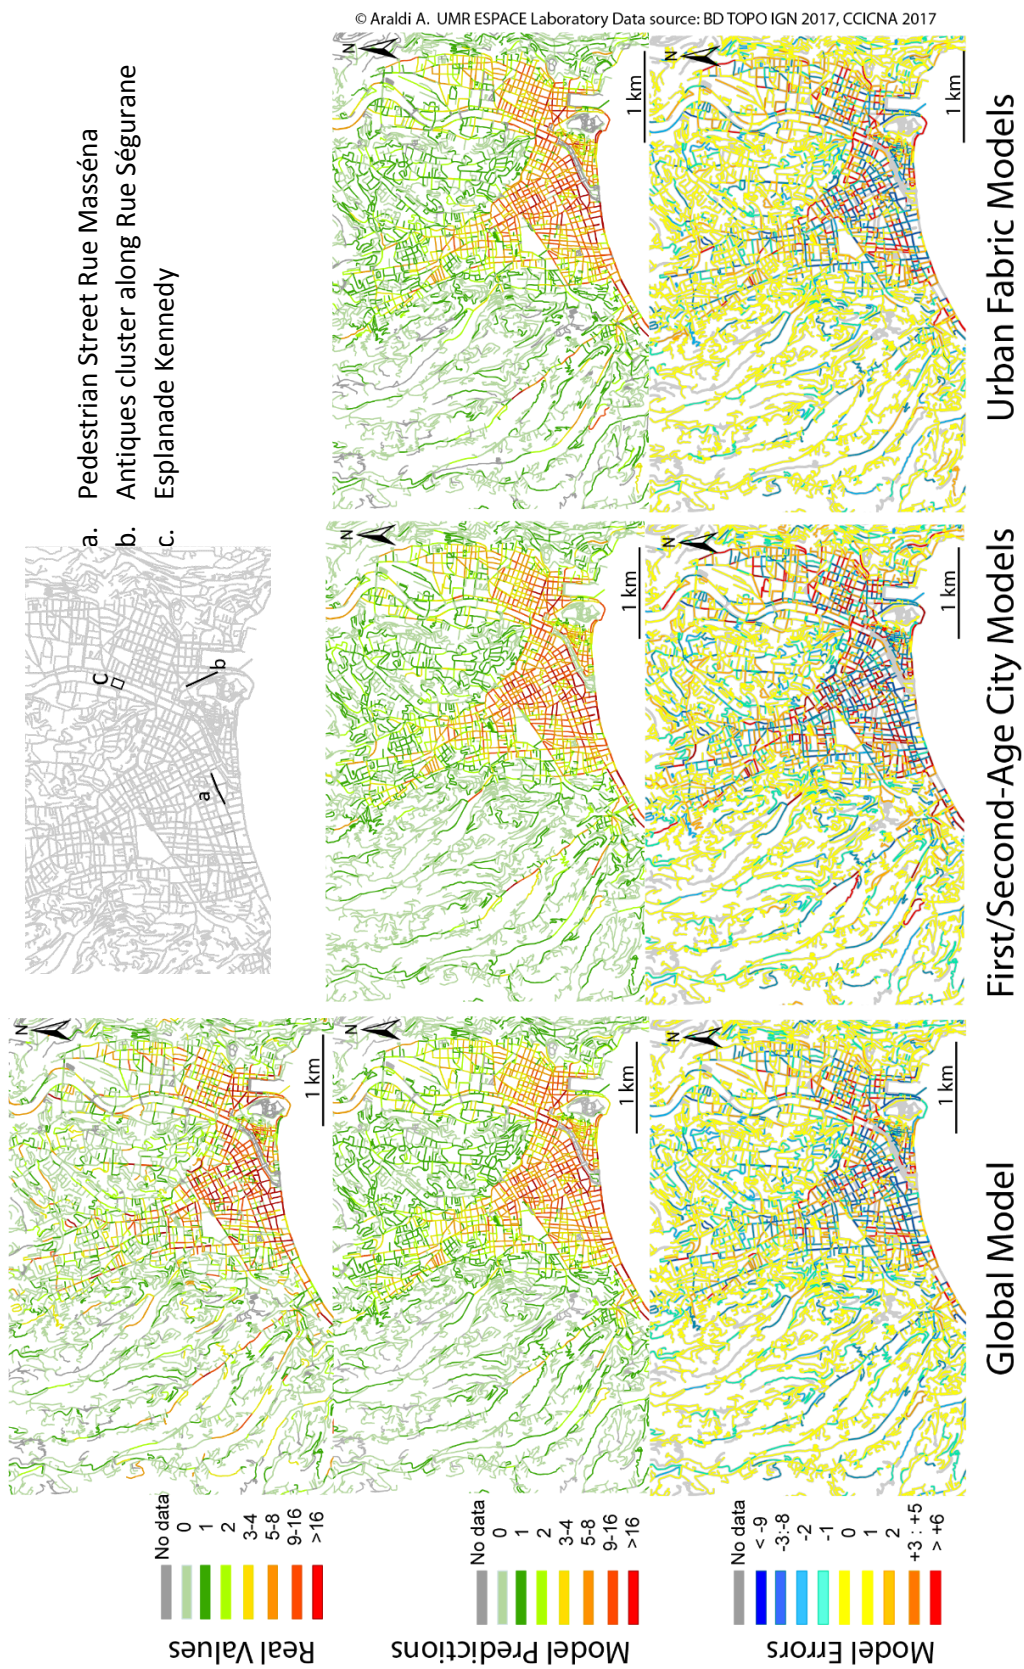 © Araldi A. UMR ESPACE Laboratory Data source: BD TOPO IGN 2017, CCICNA 2017
a. Pedestrian Street Rue Masséna
b. Antiques cluster along Rue Ségurane
c. Esplanade Kennedy
a
b
C
Real Values
No data
0
1
2
3-4
5-8
9-16
>16
N
1 km
Model Predictions
No data
0
1
2
3-4
5-8
9-16
>16
N
1 km
N
1 km
N
1 km
Model Errors
No data
< -9
-3:-8
-2
-1
0
1
2
+3 : +5
> +6
N
1 km
N
1 km
N
1 km
Global Model
First/Second-Age City Models
Urban Fabric Models